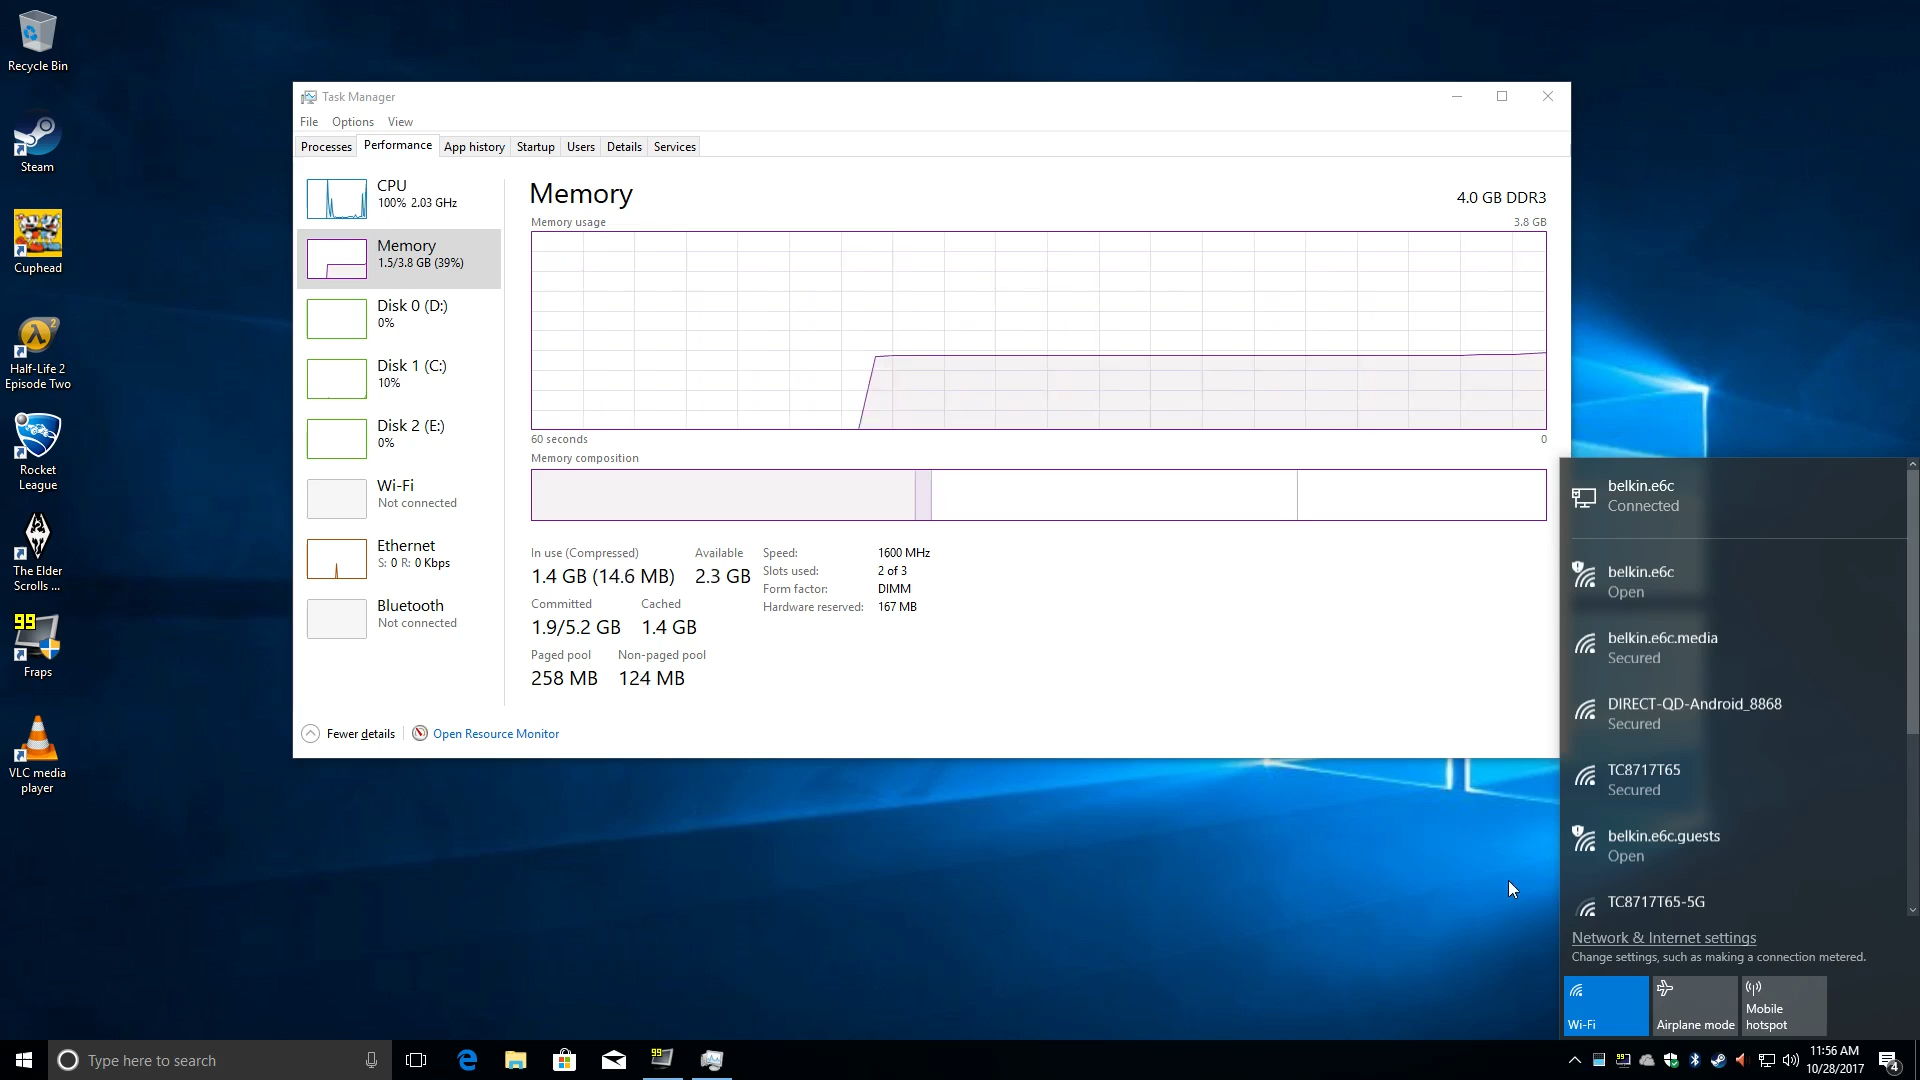 Recycle Bin
Steam
Cuphead
Half-Life 2
Episode Two
Rocket
League
The Elder
Scrolls ...
99
Fraps
VLC media
player
Task Manager
File Options View
Processes Performance App history Startup Users Details Services
CPU
100% 2.03 GHz
Memory
1.5/3.8 GB (39%)
Disk 0 (D:)
0%
Disk 1 (C:)
10%
Disk 2 (E:)
0%
Wi-Fi
Not connected
Ethernet
S: 0 R: 0 Kbps
Bluetooth
Not connected
Memory
4.0 GB DDR3
Memory usage
3.8 GB
60 seconds
0
Memory composition
In use (Compressed)
1.4 GB (14.6 MB)
Available
2.3 GB
Committed
1.9/5.2 GB
Cached
1.4 GB
Paged pool
258 MB
Non-paged pool
124 MB
Speed: 1600 MHz
Slots used: 2 of 3
Form factor: DIMM
Hardware reserved: 167 MB
Fewer details
Open Resource Monitor
belkin.e6c
Connected
belkin.e6c
Open
belkin.e6c.media
Secured
DIRECT-QD-Android_8868
Secured
TC8717T65
Secured
belkin.e6c.guests
Open
TC8717T65-5G
Network & Internet settings
Change settings, such as making a connection metered.
Wi-Fi
Airplane mode
Mobile
hotspot
Type here to search
99
11:56 AM
10/28/2017
4